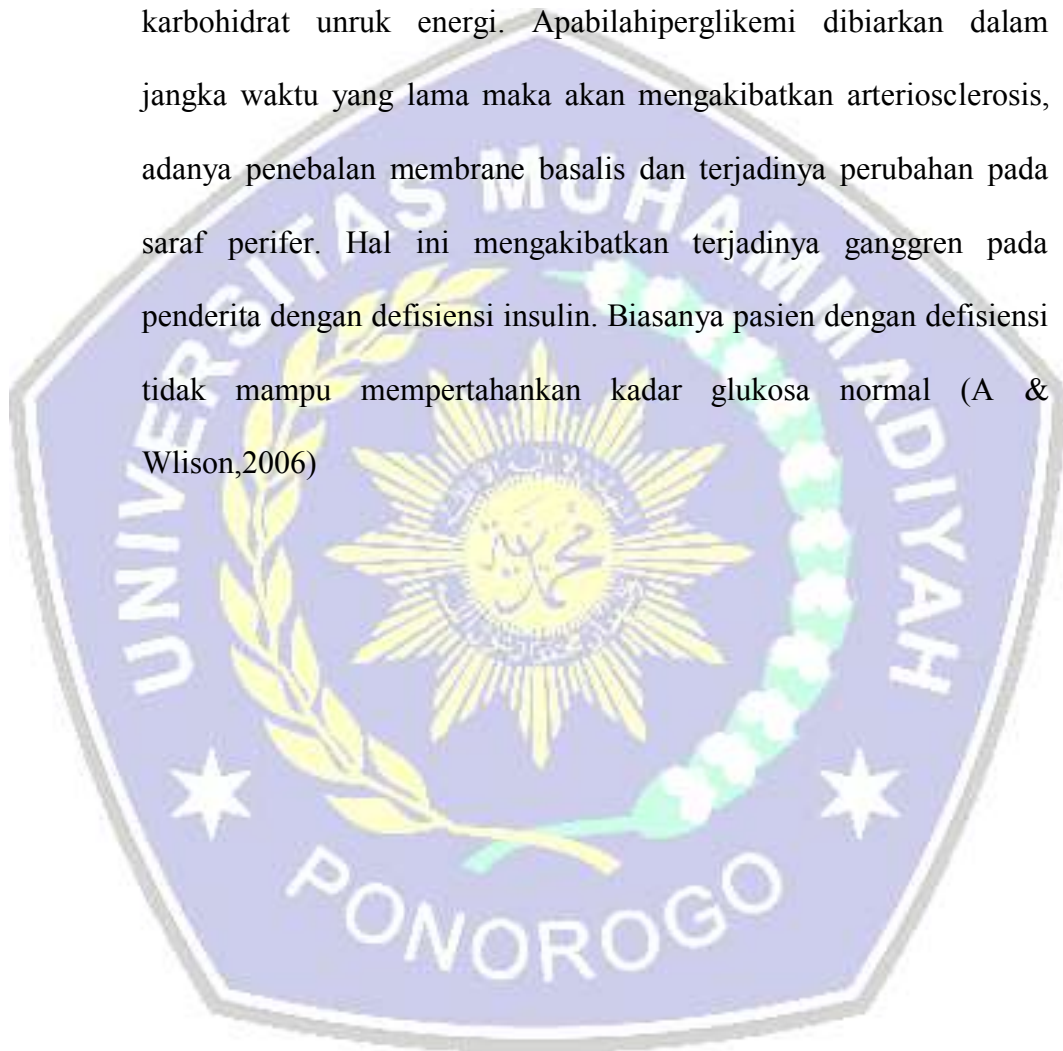 karbohidrat unruk energi. Apabilahiperglikemi dibiarkan dalam
jangka waktu yang lama maka akan mengakibatkan arteriosclerosis,
adanya penebalan membrane basalis dan terjadinya perubahan pada
saraf perifer. Hal ini mengakibatkan terjadinya ganggren pada
penderita dengan defisiensi insulin. Biasanya pasien dengan defisiensi
tidak mampu mempertahankan kadar glukosa normal (A &
Wlison,2006)
UNIVERSITAS MUHAMMADIYAH
PONOROGO